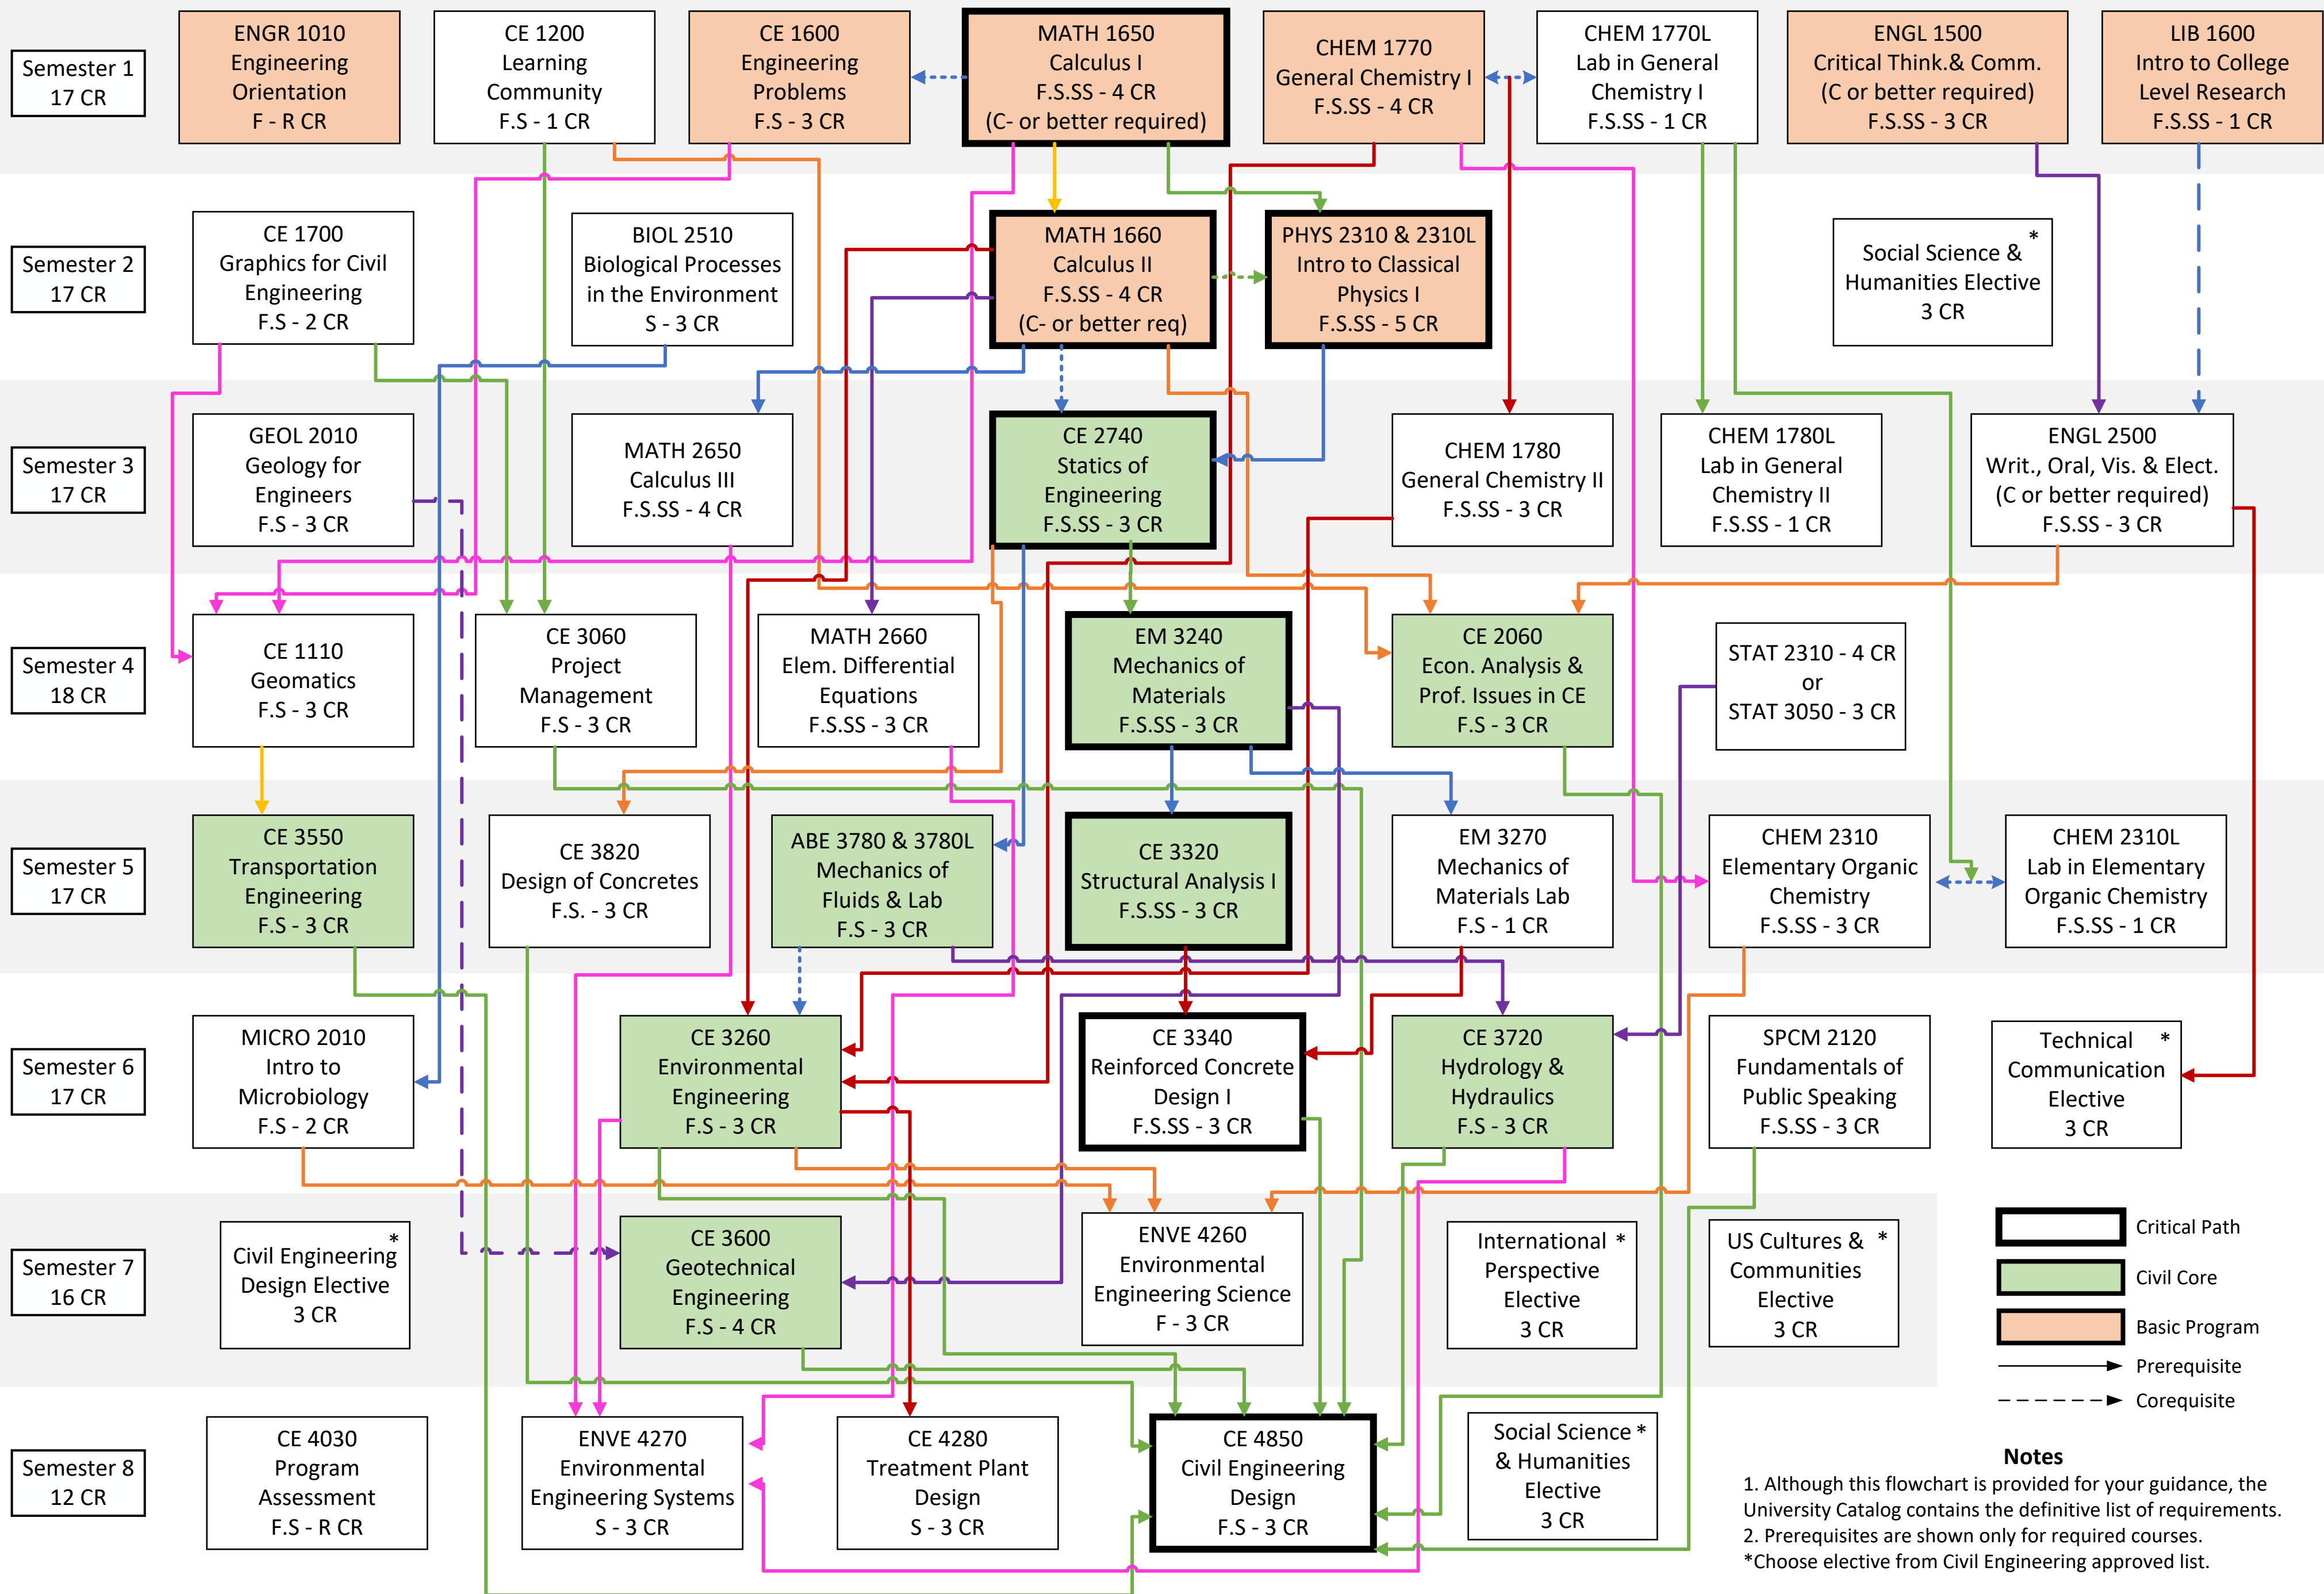 Semester 1
17 CR
ENGR 1010
Engineering
Orientation
F - R CR
CE 1200
Learning
Community
F.S - 1 CR
CE 1600
Engineering
Problems
F.S - 3 CR
MATH 1650
Calculus I
F.S.SS - 4 CR
(C- or better required)
CHEM 1770
General Chemistry I
F.S.SS - 4 CR
CHEM 1770L
Lab in General
Chemistry I
F.S.SS - 1 CR
ENGL 1500
Critical Think.& Comm.
(C or better required)
F.S.SS - 3 CR
LIB 1600
Intro to College
Level Research
F.S.SS - 1 CR
Semester 2
17 CR
CE 1700
Graphics for Civil
Engineering
F.S - 2 CR
BIOL 2510
Biological Processes
in the Environment
S - 3 CR
MATH 1660
Calculus II
F.S.SS - 4 CR
(C- or better req)
PHYS 2310 & 2310L
Intro to Classical
Physics I
F.S.SS - 5 CR
*
Social Science &
Humanities Elective
3 CR
Semester 3
17 CR
GEOL 2010
Geology for
Engineers
F.S - 3 CR
MATH 2650
Calculus III
F.S.SS - 4 CR
CE 2740
Statics of
Engineering
F.S.SS - 3 CR
CHEM 1780
General Chemistry II
F.S.SS - 3 CR
CHEM 1780L
Lab in General
Chemistry II
F.S.SS - 1 CR
ENGL 2500
Writ., Oral, Vis. & Elect.
(C or better required)
F.S.SS - 3 CR
Semester 4
18 CR
CE 1110
Geomatics
F.S - 3 CR
CE 3060
Project
Management
F.S - 3 CR
MATH 2660
Elem. Differential
Equations
F.S.SS - 3 CR
EM 3240
Mechanics of
Materials
F.S.SS - 3 CR
CE 2060
Econ. Analysis &
Prof. Issues in CE
F.S - 3 CR
STAT 2310 - 4 CR
or
STAT 3050 - 3 CR
Semester 5
17 CR
CE 3550
Transportation
Engineering
F.S - 3 CR
CE 3820
Design of Concretes
F.S. - 3 CR
ABE 3780 & 3780L
Mechanics of
Fluids & Lab
F.S - 3 CR
CE 3320
Structural Analysis I
F.S.SS - 3 CR
EM 3270
Mechanics of
Materials Lab
F.S - 1 CR
CHEM 2310
Elementary Organic
Chemistry
F.S.SS - 3 CR
CHEM 2310L
Lab in Elementary
Organic Chemistry
F.S.SS - 1 CR
Semester 6
17 CR
MICRO 2010
Intro to
Microbiology
F.S - 2 CR
CE 3260
Environmental
Engineering
F.S - 3 CR
CE 3340
Reinforced Concrete
Design I
F.S.SS - 3 CR
CE 3720
Hydrology &
Hydraulics
F.S - 3 CR
SPCM 2120
Fundamentals of
Public Speaking
F.S.SS - 3 CR
Technical *
Communication
Elective
3 CR
Semester 7
16 CR
*
Civil Engineering
Design Elective
3 CR
CE 3600
Geotechnical
Engineering
F.S - 4 CR
ENVE 4260
Environmental
Engineering Science
F - 3 CR
International *
Perspective
Elective
3 CR
US Cultures & *
Communities
Elective
3 CR
Semester 8
12 CR
CE 4030
Program
Assessment
F.S - R CR
ENVE 4270
Environmental
Engineering Systems
S - 3 CR
CE 4280
Treatment Plant
Design
S - 3 CR
CE 4850
Civil Engineering
Design
F.S - 3 CR
Social Science *
& Humanities
Elective
3 CR
Critical Path
Civil Core
Basic Program
Prerequisite
Corequisite
Notes
1. Although this flowchart is provided for your guidance, the
University Catalog contains the definitive list of requirements.
2. Prerequisites are shown only for required courses.
*Choose elective from Civil Engineering approved list.